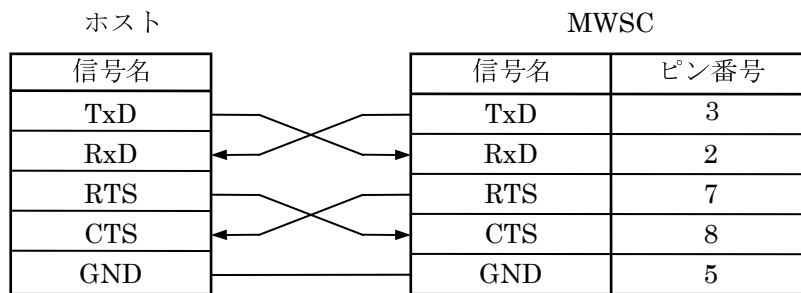 ホスト MWSC
信号名 信号名 ピン番号
TxD TxD 3
RxD RxD 2
RTS RTS 7
CTS CTS 8
GND GND 5